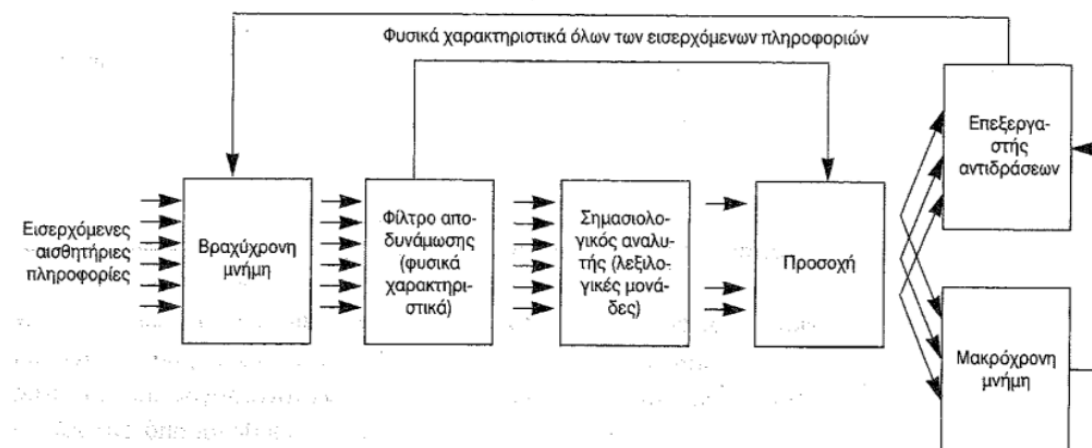 Φυσικά χαρακτηριστικά όλων των εισερχόμενων πληροφοριών
Εισερχόμενες
αισθητήριες
πληροφορίες
Βραχύχρονη
μνήμη
Φίλτρο απο-
δυνάμωσης
(φυσικά
χαρακτηρι-
στικά)
Σημασιολο-
γικός αναλυ-
τής (λεξιλο-
γικές μονά-
δες)
Προσοχή
Επεξεργα-
στής
αντιδράσεων
Μακρόχρονη
μνήμη